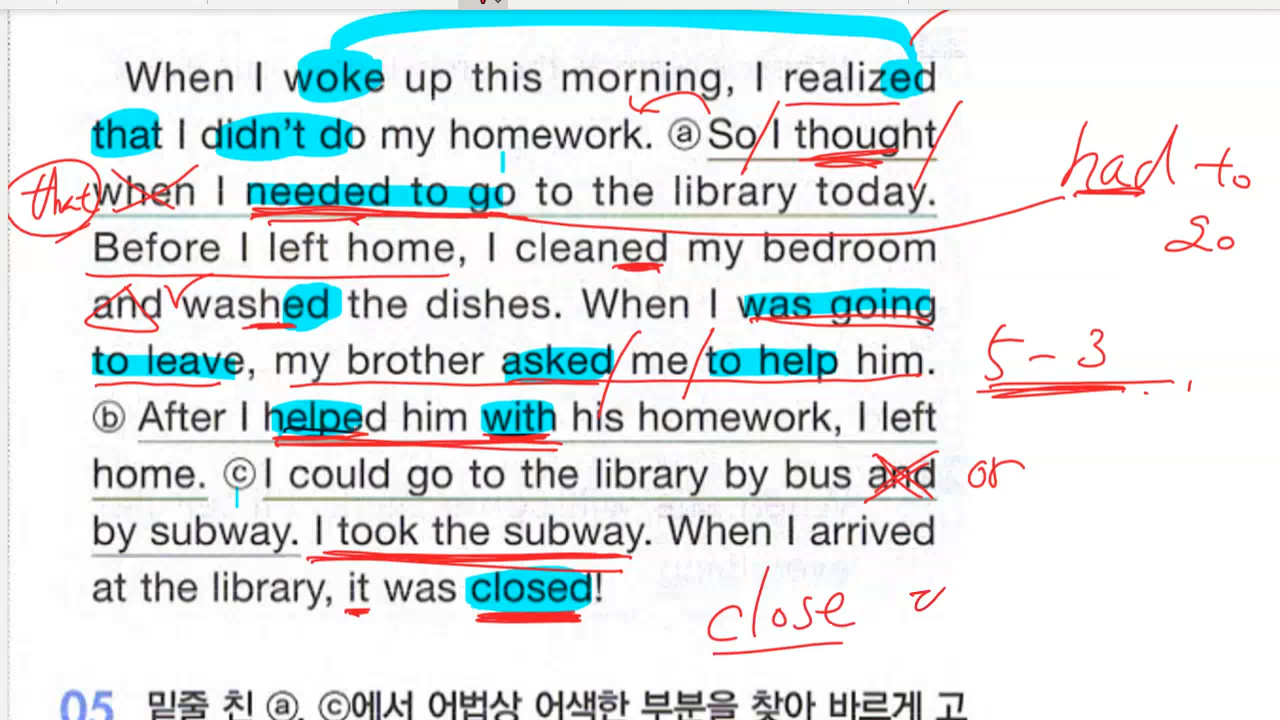 When I woke up this morning, I realized
that I didn't do my homework. ⓐ So I thought
that when I needed to go to the library today. had to
20
Before I left home, I cleaned my bedroom
and washed the dishes. When I was going
to leave, my brother asked me to help him. 5-3
ⓑ After I helped him with his homework, I left
home. ⓒ I could go to the library by bus and or
by subway. I took the subway. When I arrived
at the library, it was closed!
close
05 밑줄 친 ⓐ, ⓒ에서 어법상 어색한 부분을 찾아 바르게 고